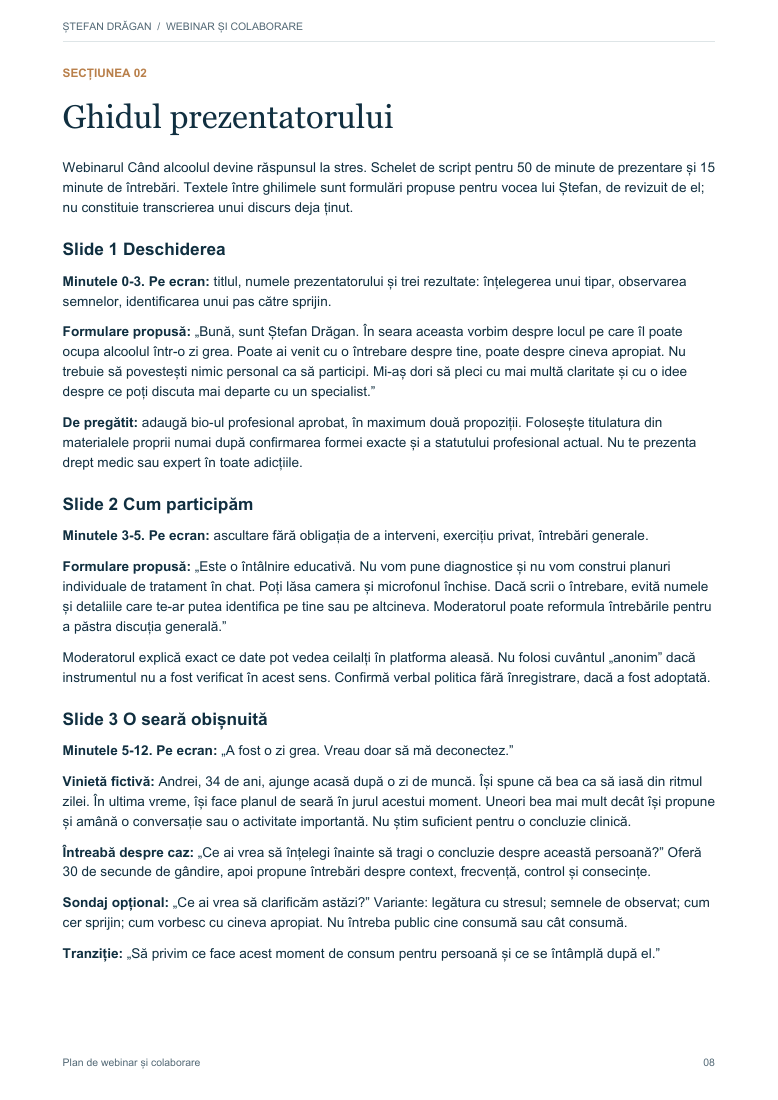 ȘTEFAN DRĂGAN / WEBINAR ȘI COLABORARE
SECȚIUNEA 02
Ghidul prezentatorului
Webinarul Când alcoolul devine răspunsul la stres. Schelet de script pentru 50 de minute de prezentare și 15
minute de întrebări. Textele între ghilimele sunt formulări propuse pentru vocea lui Ștefan, de revizuit de el;
nu constituie transcrierea unui discurs deja ținut.
Slide 1 Deschiderea
Minutele 0-3. Pe ecran: titlul, numele prezentatorului și trei rezultate: înțelegerea unui tipar, observarea
semnelor, identificarea unui pas către sprijin.
Formulare propusă: „Bună, sunt Ștefan Drăgan. În seara aceasta vorbim despre locul pe care îl poate
ocupa alcoolul într-o zi grea. Poate ai venit cu o întrebare despre tine, poate despre cineva apropiat. Nu
trebuie să povestești nimic personal ca să participi. Mi-aș dori să pleci cu mai multă claritate și cu o idee
despre ce poți discuta mai departe cu un specialist.”
De pregătit: adaugă bio-ul profesional aprobat, în maximum două propoziții. Folosește titulatura din
materialele proprii numai după confirmarea formei exacte și a statutului profesional actual. Nu te prezenta
drept medic sau expert în toate adicțiile.
Slide 2 Cum participăm
Minutele 3-5. Pe ecran: ascultare fără obligația de a interveni, exercițiu privat, întrebări generale.
Formulare propusă: „Este o întâlnire educativă. Nu vom pune diagnostice și nu vom construi planuri
individuale de tratament în chat. Poți lăsa camera și microfonul închise. Dacă scrii o întrebare, evită numele
și detaliile care te-ar putea identifica pe tine sau pe altcineva. Moderatorul poate reformula întrebările pentru
a păstra discuția generală.”
Moderatorul explică exact ce date pot vedea ceilalți în platforma aleasă. Nu folosi cuvântul „anonim” dacă
instrumentul nu a fost verificat în acest sens. Confirmă verbal politica fără înregistrare, dacă a fost adoptată.
Slide 3 O seară obișnuită
Minutele 5-12. Pe ecran: „A fost o zi grea. Vreau doar să mă deconectez.”
Vinietă fictivă: Andrei, 34 de ani, ajunge acasă după o zi de muncă. Își spune că bea ca să iasă din ritmul
zilei. În ultima vreme, își face planul de seară în jurul acestui moment. Uneori bea mai mult decât își propune
și amână o conversație sau o activitate importantă. Nu știm suficient pentru o concluzie clinică.
Întreabă despre caz: „Ce ai vrea să înțelegi înainte să tragi o concluzie despre această persoană?” Oferă
30 de secunde de gândire, apoi propune întrebări despre context, frecvență, control și consecințe.
Sondaj opțional: „Ce ai vrea să clarificăm astăzi?” Variante: legătura cu stresul; semnele de observat; cum
cer sprijin; cum vorbesc cu cineva apropiat. Nu întreba public cine consumă sau cât consumă.
Tranziție: „Să privim ce face acest moment de consum pentru persoană și ce se întâmplă după el.”
Plan de webinar și colaborare
08